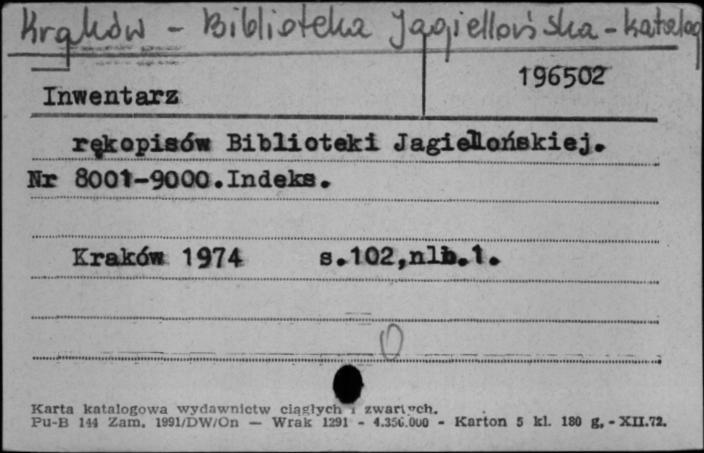 Kraków - Biblioteka Jagiellońska - katalog
196502
Inwentarz
rękopisów Biblioteki Jagiellońskiej.
Nr 8001-9000.Indeks.
Kraków 1974 s.102,nlb.1.
Karta katalogowa wydawnictw ciągłych i zwartych.
Pu-B 144 Zam. 1991/DW/On — Wrak 1291 - 4.356.000 - Karton 5 kl. 180 g. - XII.72.